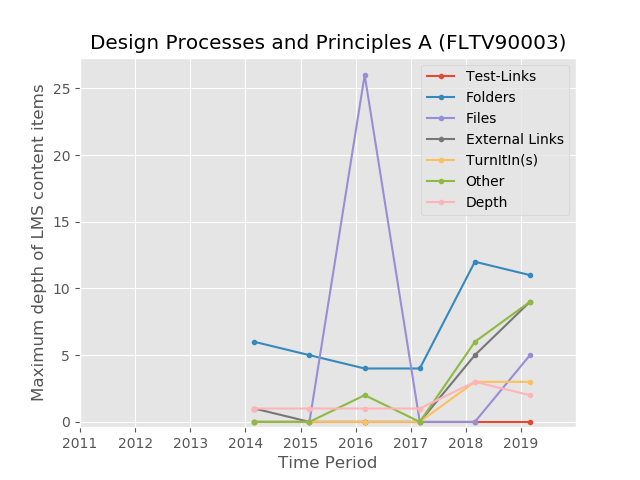 Design Processes and Principles A (FLTV90003)
Maximum depth of LMS content items
25
20
15
10
5
0
Test-Links
Folders
Files
External Links
TurnItIn(s)
Other
Depth
2011 2012 2013 2014 2015 2016 2017 2018 2019
Time Period